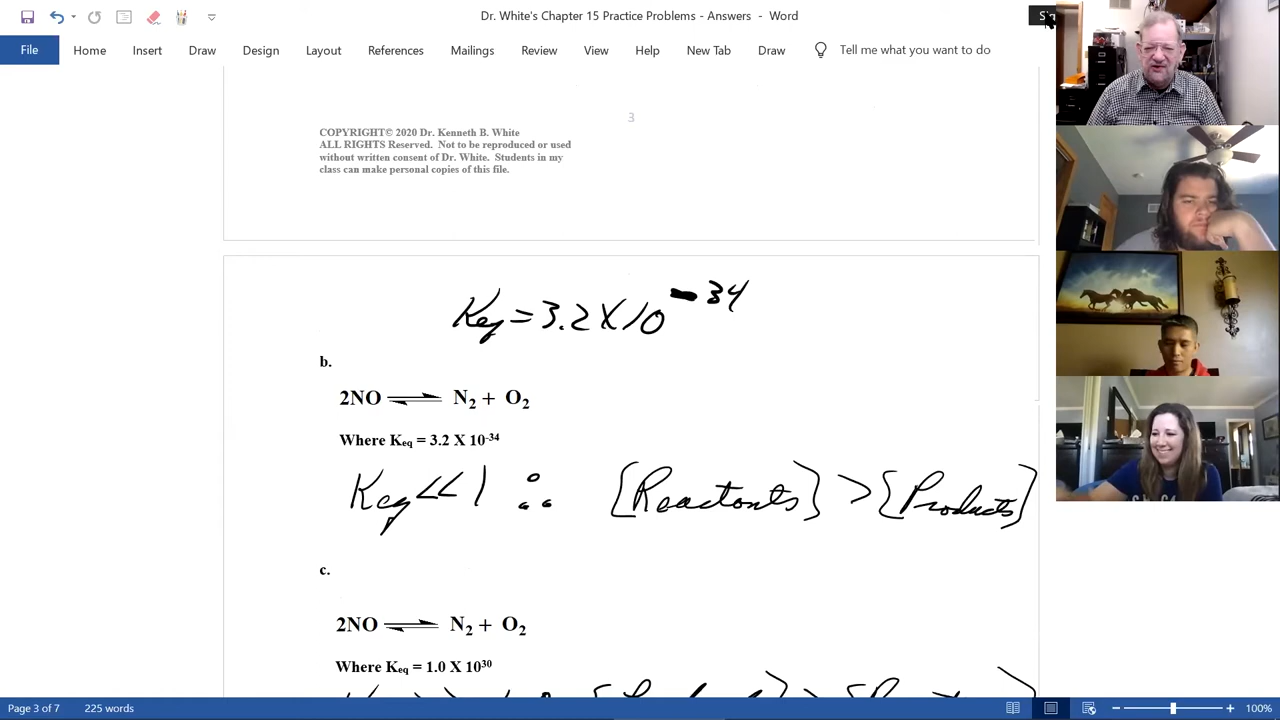 Dr. White's Chapter 15 Practice Problems - Answers - Word
File Home Insert Draw Design Layout References Mailings Review View Help New Tab Draw Tell me what you want to do
3
COPYRIGHT© 2020 Dr. Kenneth B. White
ALL RIGHTS Reserved. Not to be reproduced or used
without written consent of Dr. White. Students in my
class can make personal copies of this file.
Keq = 3.2 X 10^-34
b.
2NO ⇌ N₂ + O₂
Where Keq = 3.2 X 10^-34
Keq << 1 ∴ [Reactants] > [Products]
c.
2NO ⇌ N₂ + O₂
Where Keq = 1.0 X 10^30
Page 3 of 7 225 words 100%